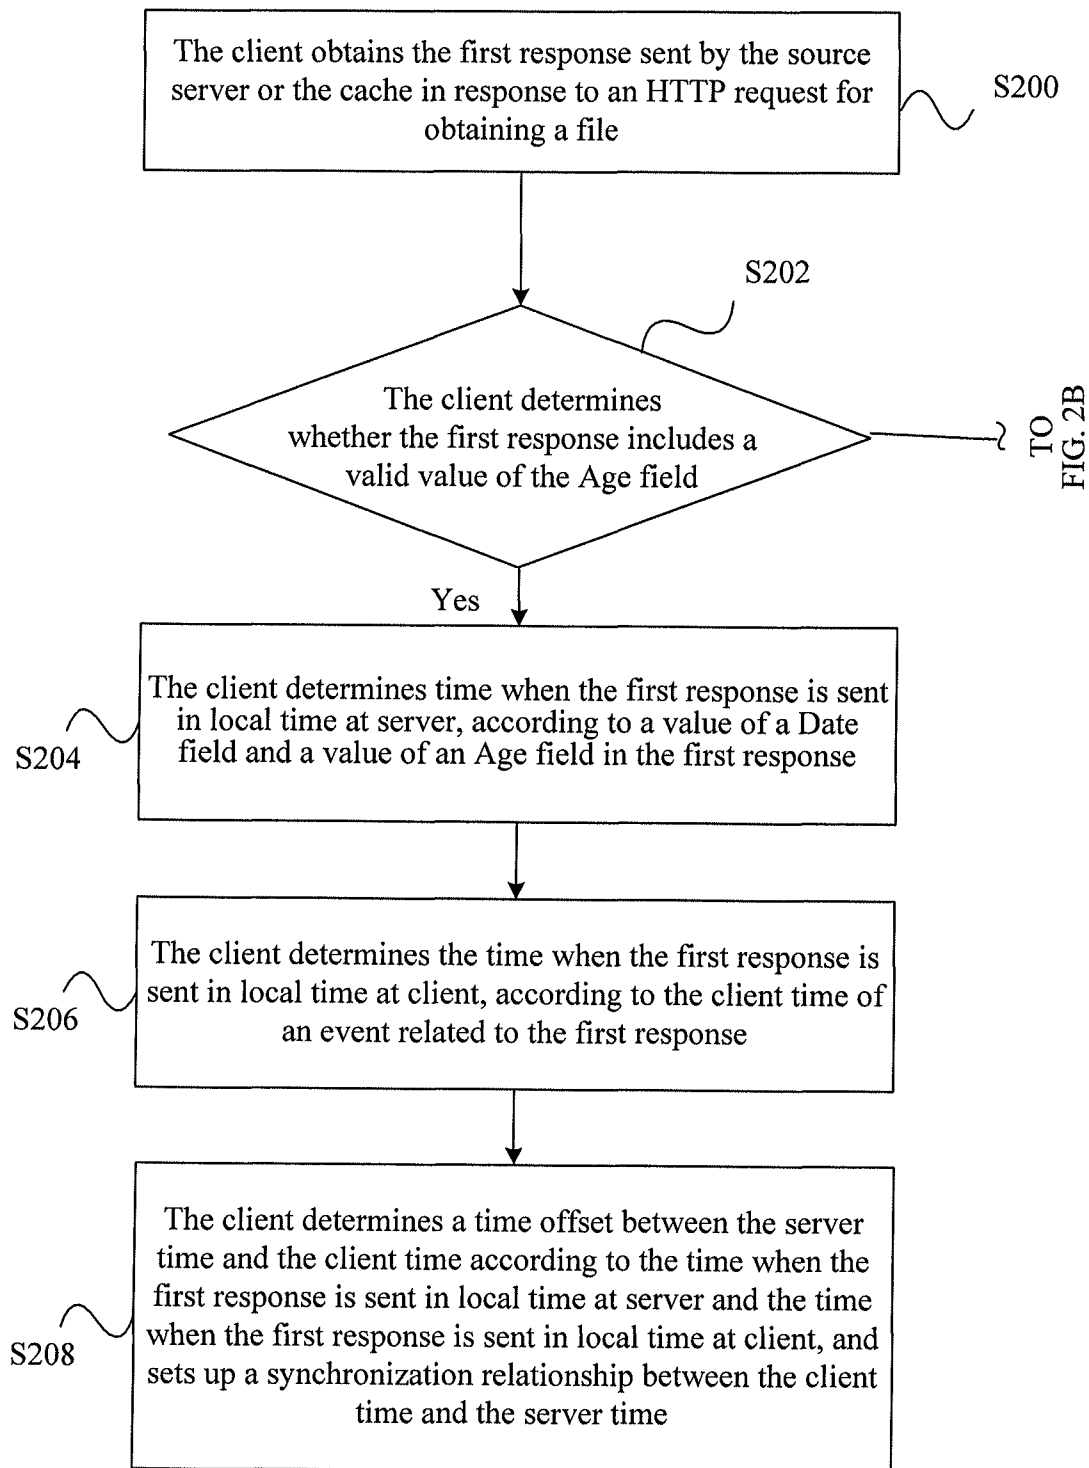 The client obtains the first response sent by the source
server or the cache in response to an HTTP request for
obtaining a file
S200
S202
The client determines
whether the first response includes a
valid value of the Age field
TO
FIG. 2B
Yes
The client determines time when the first response is sent
in local time at server, according to a value of a Date
field and a value of an Age field in the first response
S204
The client determines the time when the first response is
sent in local time at client, according to the client time of
an event related to the first response
S206
The client determines a time offset between the server
time and the client time according to the time when the
first response is sent in local time at server and the time
when the first response is sent in local time at client, and
sets up a synchronization relationship between the client
time and the server time
S208